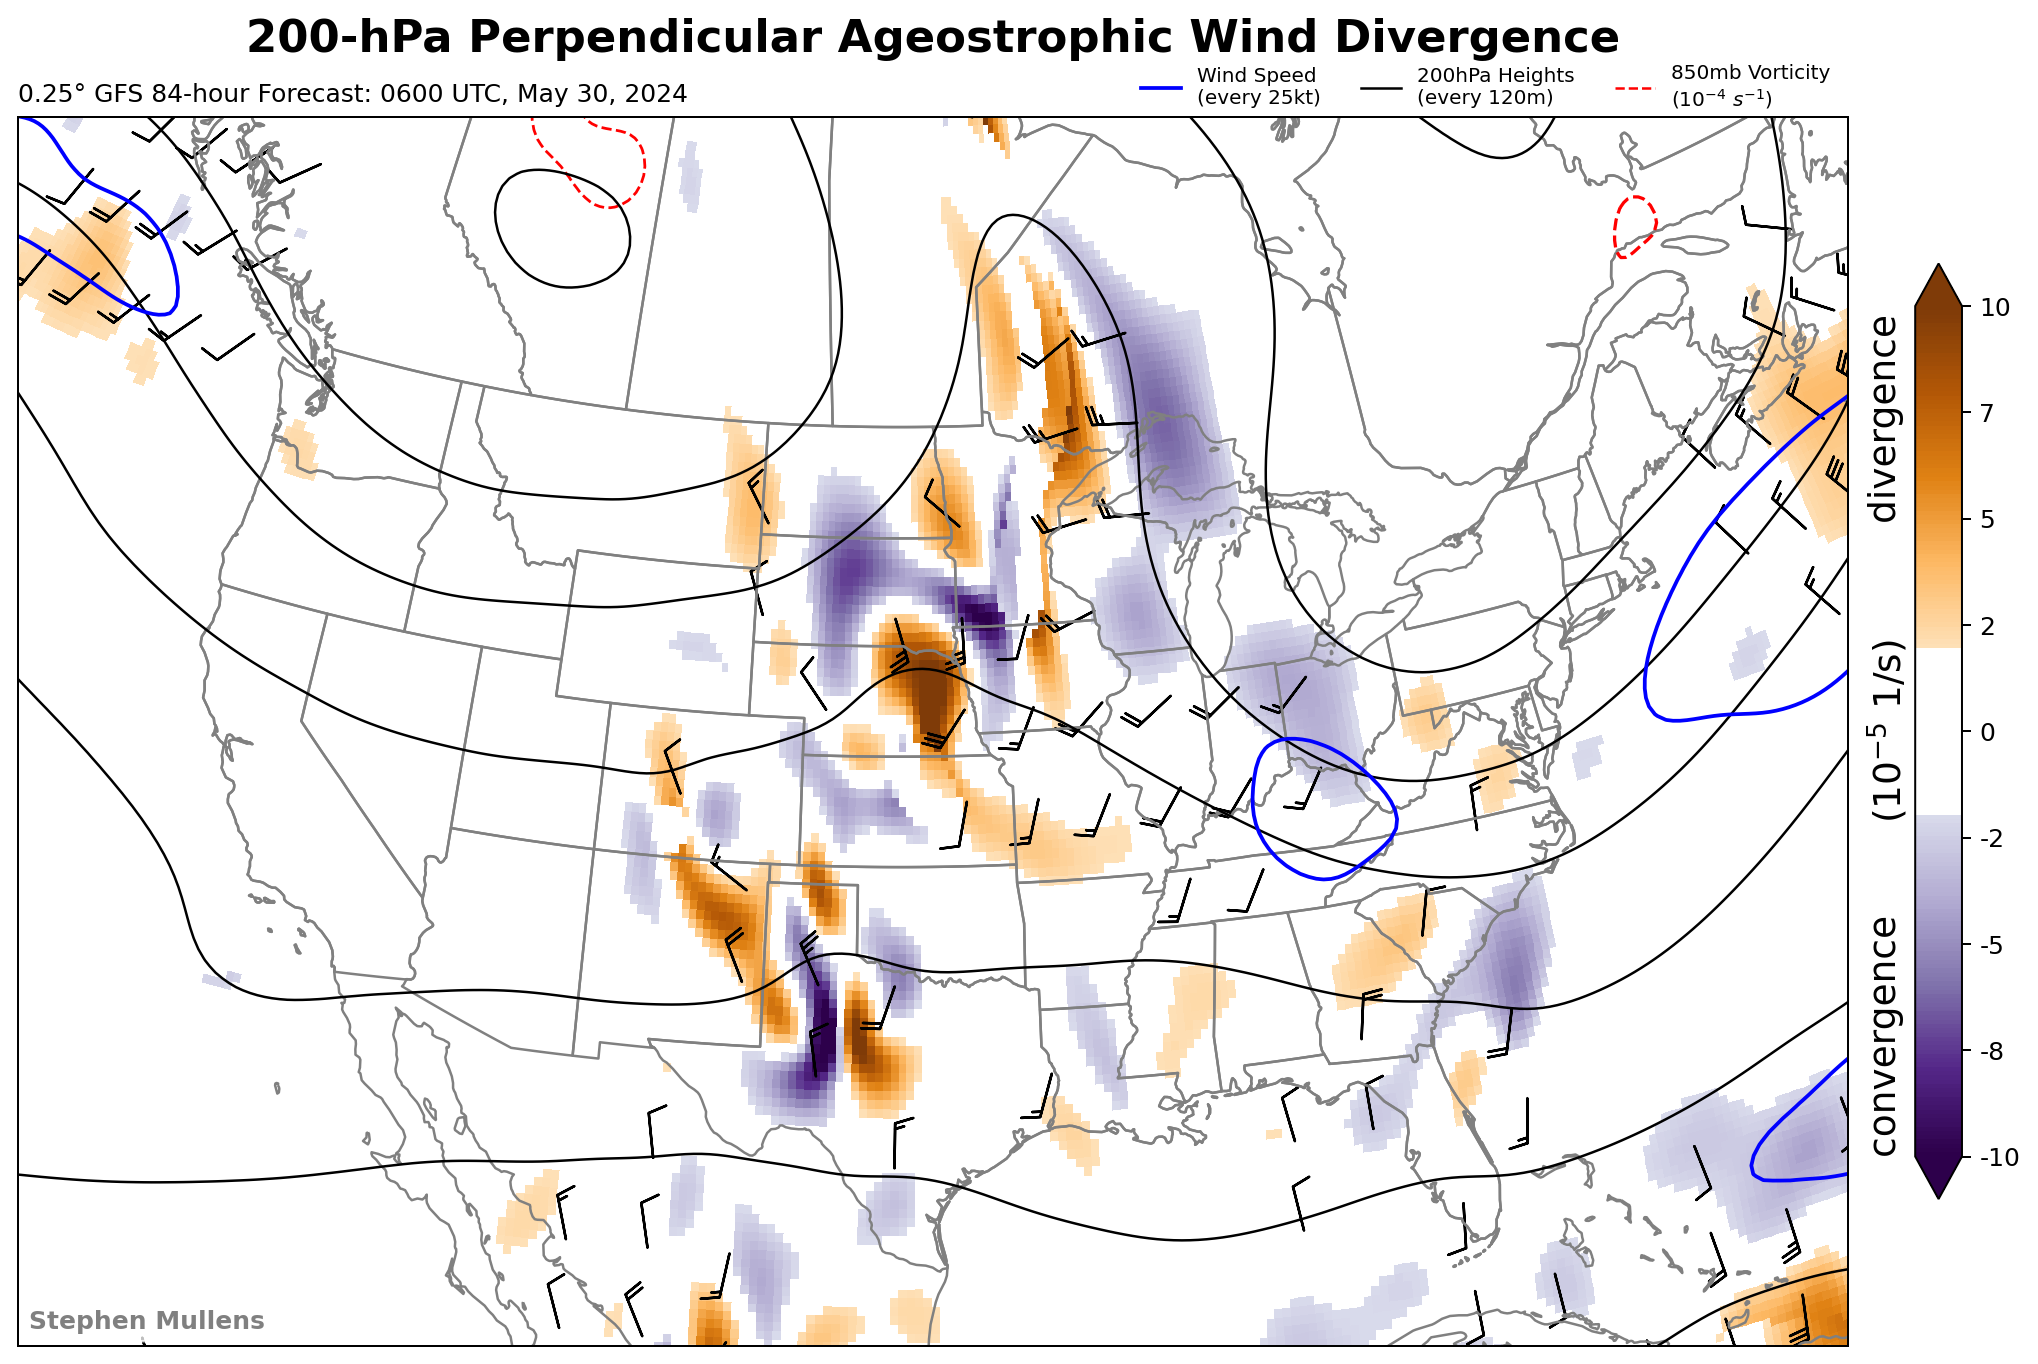 200-hPa Perpendicular Ageostrophic Wind Divergence
0.25° GFS 84-hour Forecast: 0600 UTC, May 30, 2024
Wind Speed
(every 25kt)
200hPa Heights
(every 120m)
850mb Vorticity
(10⁻⁴ s⁻¹)
10
7
5
2
0
-2
-5
-8
-10
convergence (10⁻⁵ 1/s) divergence
Stephen Mullens